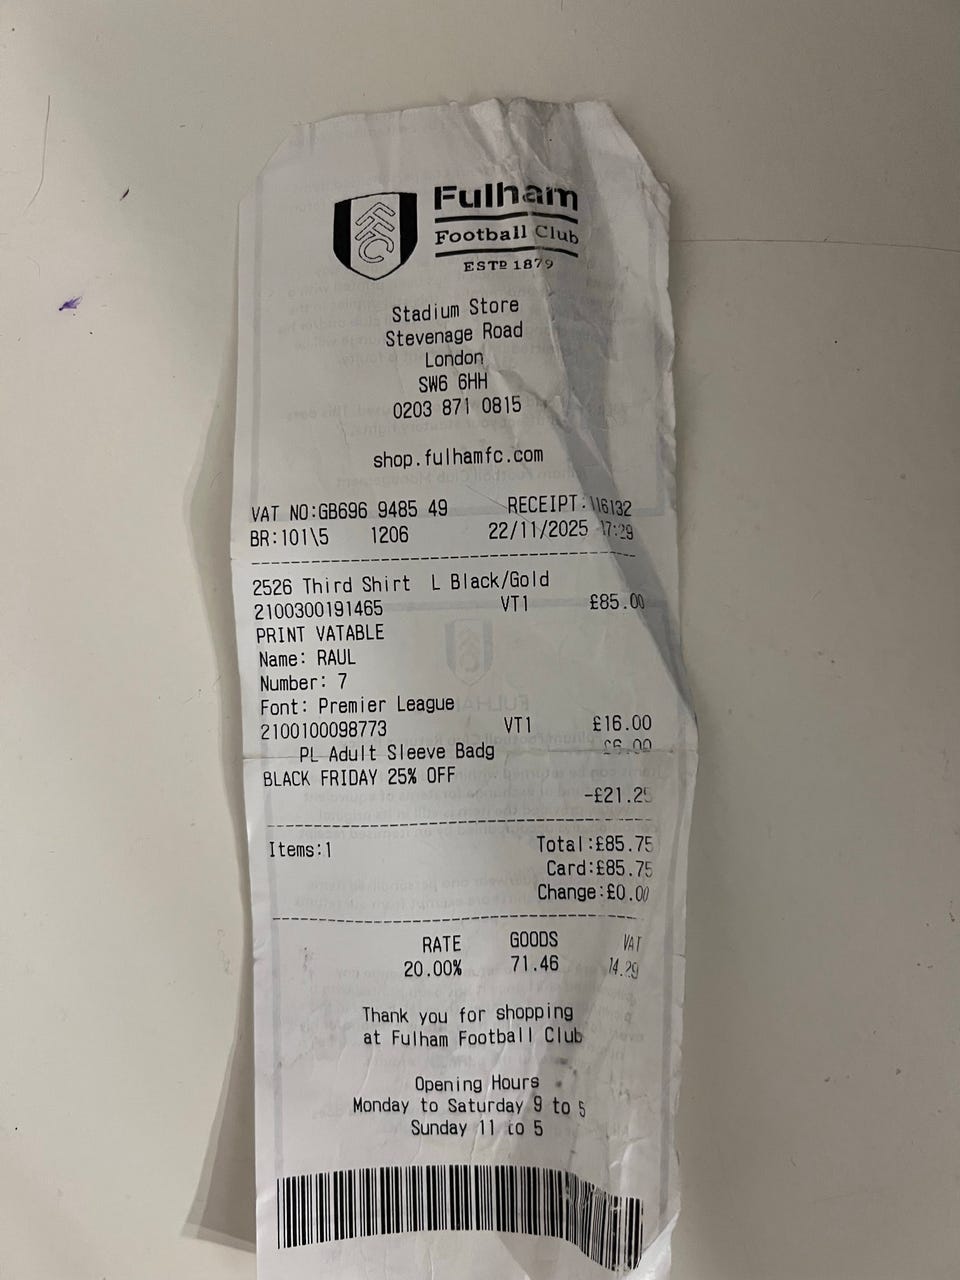 FFC
Fulham
Football Club
ESTD 1879
Stadium Store
Stevenage Road
London
SW6 6HH
0203 871 0815
shop.fulhamfc.com
VAT NO:GB696 9485 49 RECEIPT:116132
BR:101\5 1206 22/11/2025 17:29
2526 Third Shirt L Black/Gold
2100300191465 VT1 £85.00
PRINT VATABLE
Name: RAUL
Number: 7
Font: Premier League
2100100098773 VT1 £16.00
PL Adult Sleeve Badg £6.00
BLACK FRIDAY 25% OFF
-£21.25
Items:1 Total:£85.75
Card:£85.75
Change:£0.00
RATE GOODS VAT
20.00% 71.46 14.29
Thank you for shopping
at Fulham Football Club
Opening Hours
Monday to Saturday 9 to 5
Sunday 11 to 5